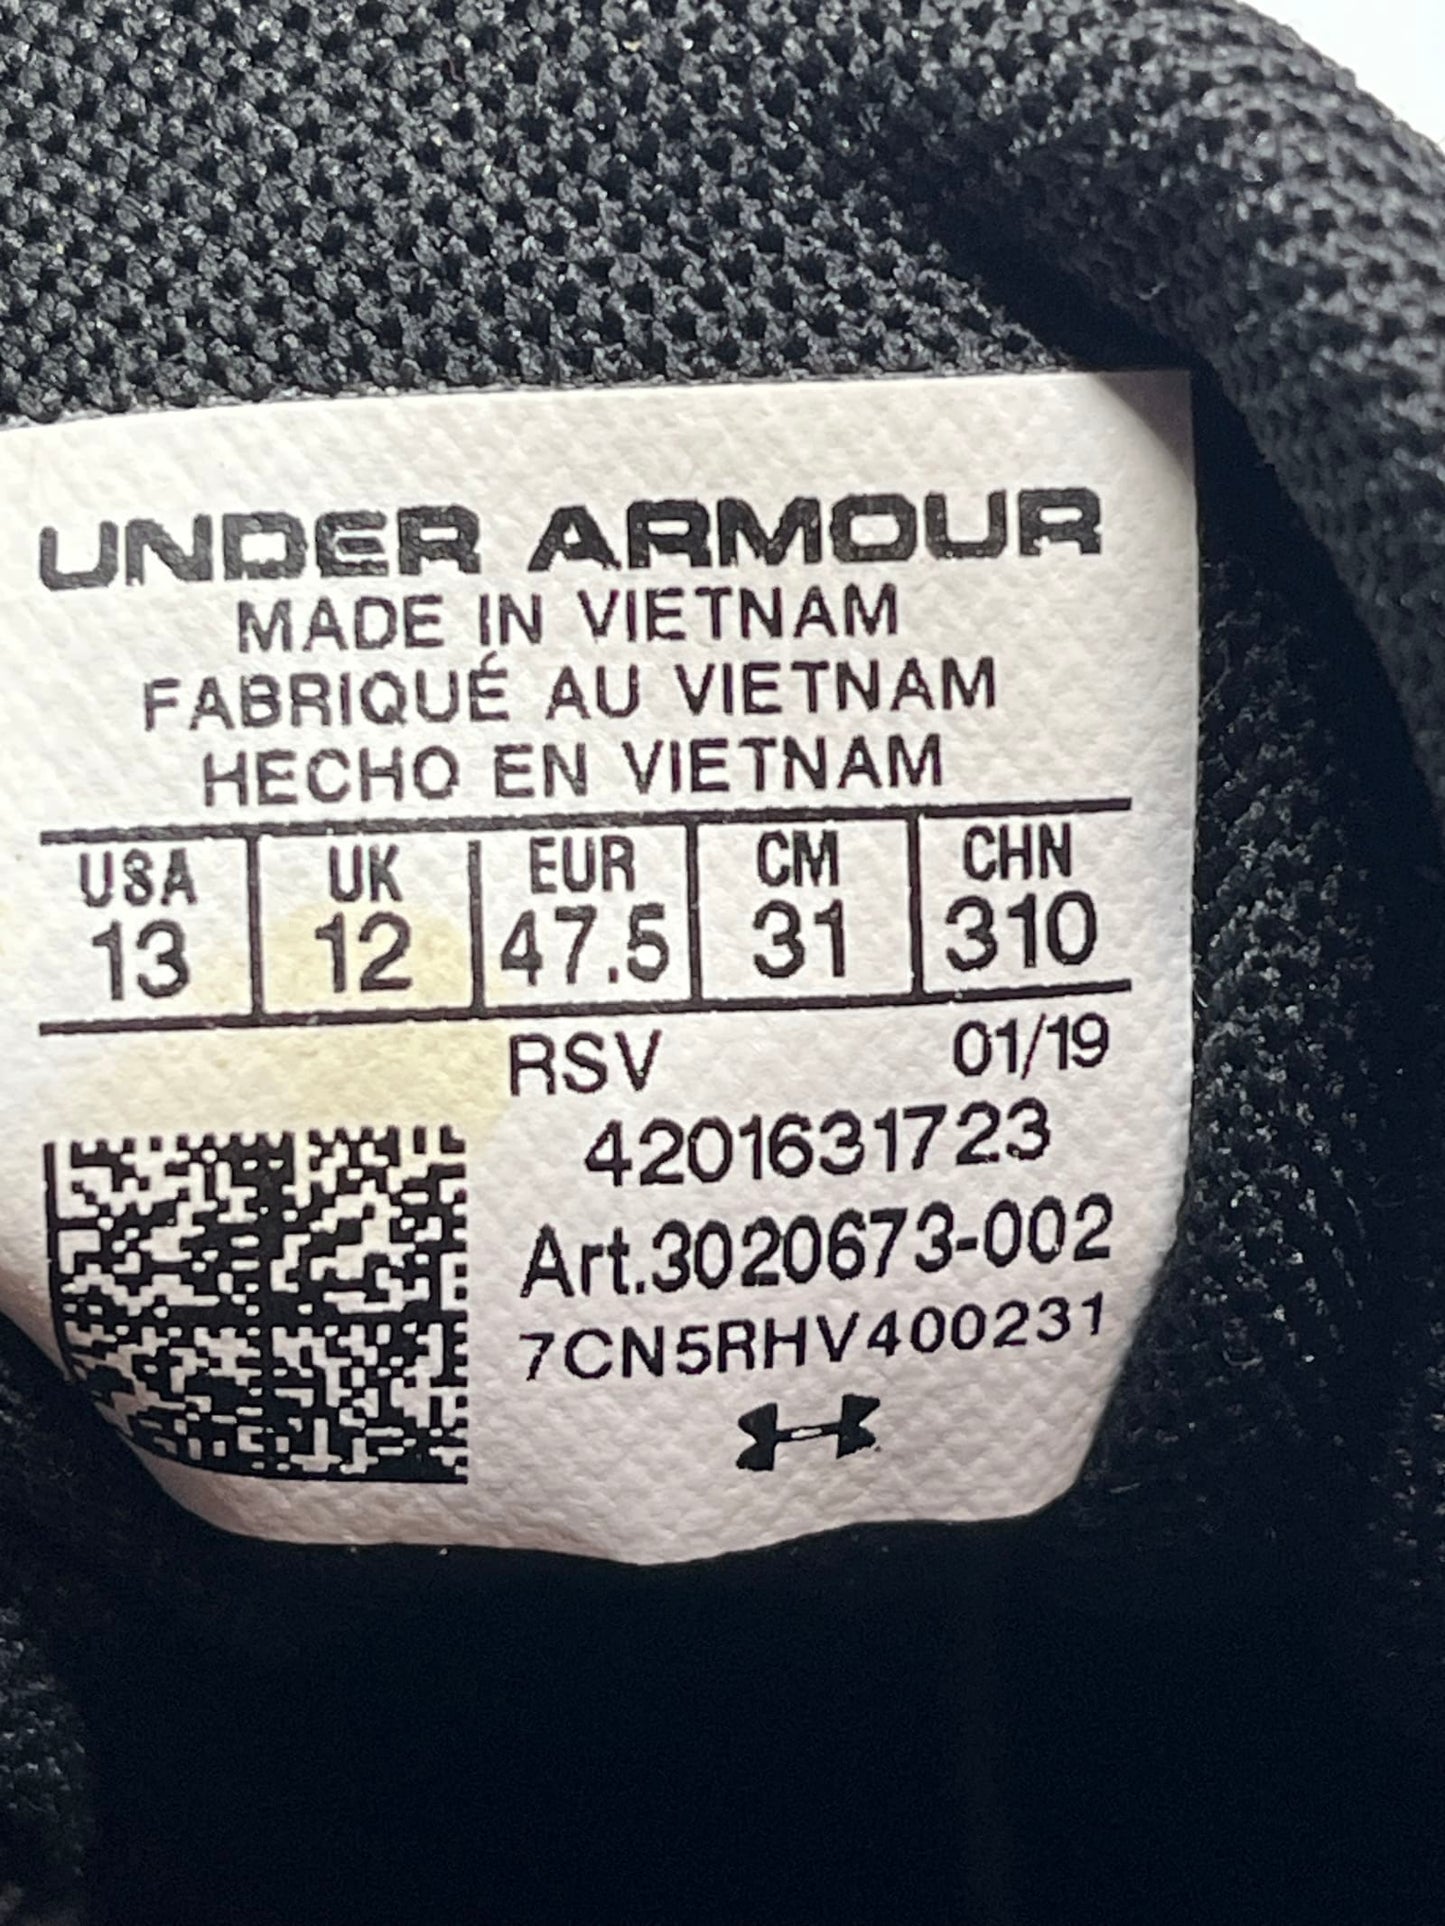 UNDER ARMOUR
MADE IN VIETNAM
FABRIQUÉ AU VIETNAM
HECHO EN VIETNAM
USA UK EUR CM CHN
13 12 47.5 31 310
RSV 01/19
4201631723
Art.3020673-002
7CN5RHV400231